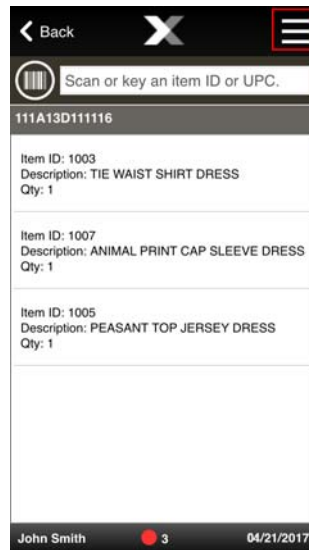 Back
Scan or key an item ID or UPC.
111A13D111116
Item ID: 1003
Description: TIE WAIST SHIRT DRESS
Qty: 1
Item ID: 1007
Description: ANIMAL PRINT CAP SLEEVE DRESS
Qty: 1
Item ID: 1005
Description: PEASANT TOP JERSEY DRESS
Qty: 1
John Smith 3 04/21/2017